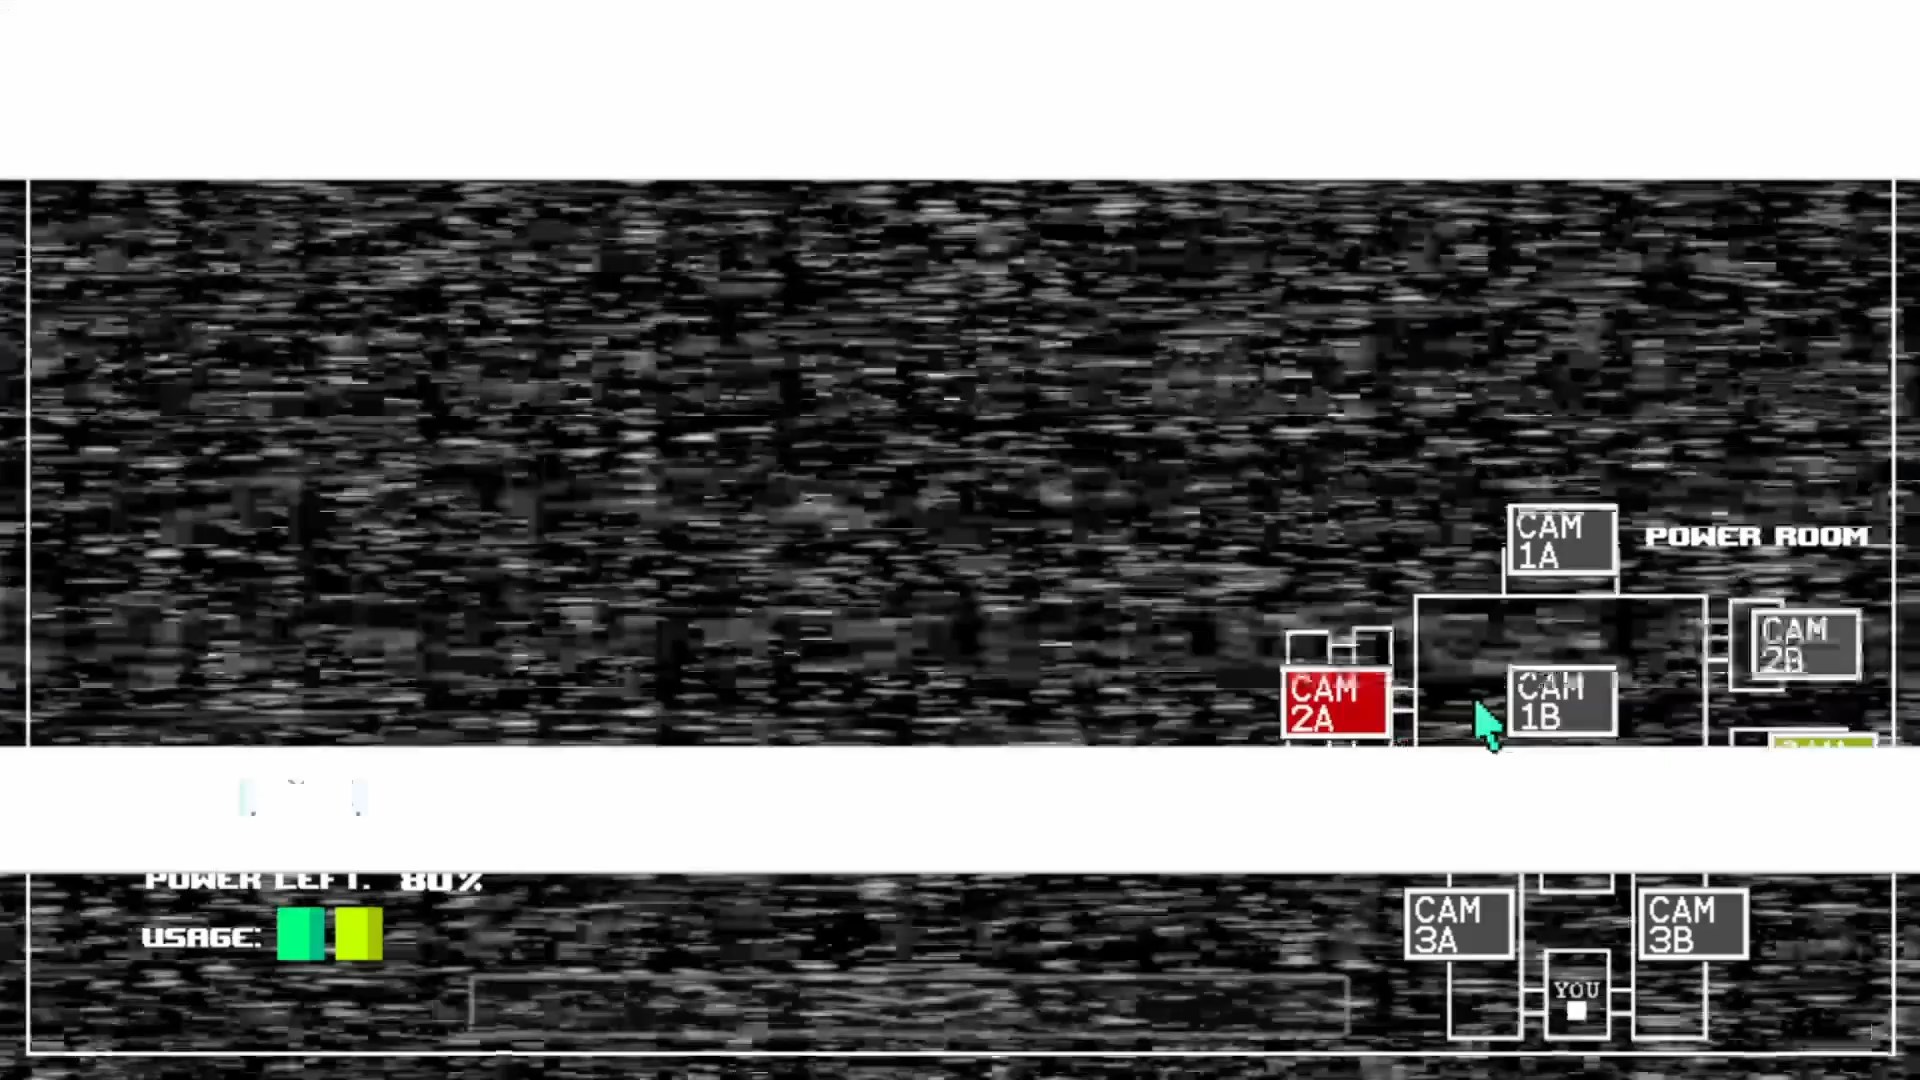 CAM
1A
POWER ROOM
CAM
2B
CAM
2A
CAM
1B
POWER LEFT: 80%
USAGE:
CAM
3A
CAM
3B
YOU